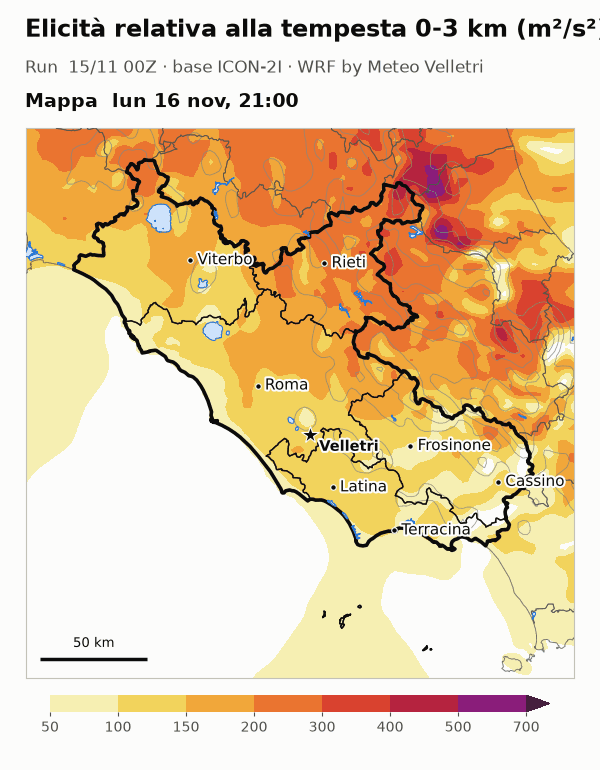 Elicità relativa alla tempesta 0-3 km (m²/s²)
Run 15/11 00Z · base ICON-2I · WRF by Meteo Velletri
Mappa lun 16 nov, 21:00
Viterbo
Rieti
Roma
Velletri
Frosinone
Cassino
Latina
Terracina
50 km
50 100 150 200 300 400 500 700